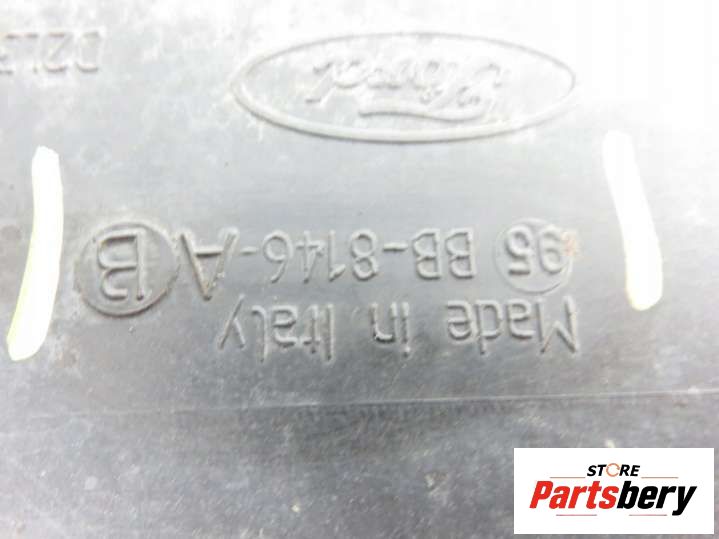 Made in Italy
95 BB-8146-A B
Ford
STORE
Partsbery